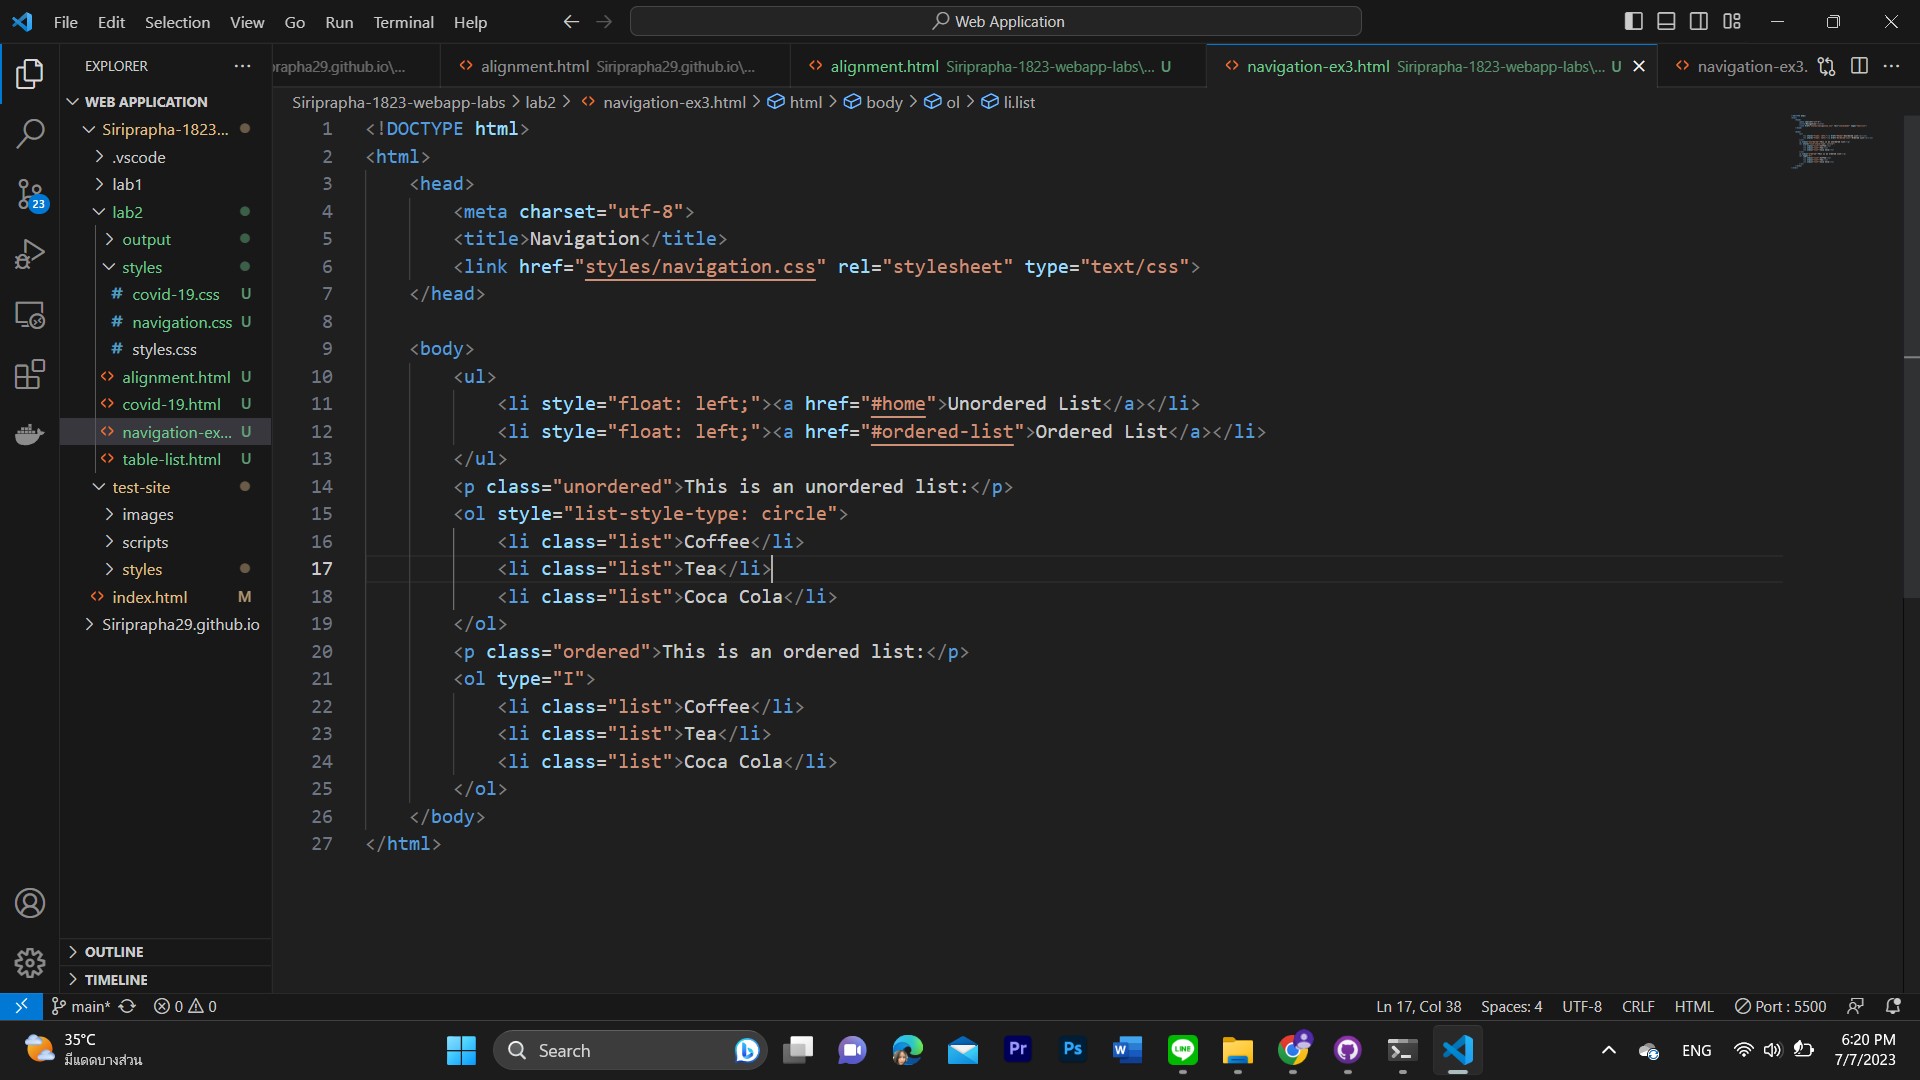 File Edit Selection View Go Run Terminal Help
Web Application
EXPLORER
WEB APPLICATION
Siriprapha-1823...
.vscode
lab1
lab2
output
styles
# covid-19.css U
# navigation.css U
# styles.css
alignment.html U
covid-19.html U
navigation-ex... U
table-list.html U
test-site
images
scripts
styles
index.html M
Siriprapha29.github.io
OUTLINE
TIMELINE
23
alignment.html Siriprapha29.github.io\...
alignment.html Siriprapha-1823-webapp-labs\... U
navigation-ex3.html Siriprapha-1823-webapp-labs\... U
navigation-ex3.
Siriprapha-1823-webapp-labs > lab2 > navigation-ex3.html > html > body > ol > li.list
1 <!DOCTYPE html>
2 <html>
3 <head>
4 <meta charset="utf-8">
5 <title>Navigation</title>
6 <link href="styles/navigation.css" rel="stylesheet" type="text/css">
7 </head>
8
9 <body>
10 <ul>
11 <li style="float: left;"><a href="#home">Unordered List</a></li>
12 <li style="float: left;"><a href="#ordered-list">Ordered List</a></li>
13 </ul>
14 <p class="unordered">This is an unordered list:</p>
15 <ol style="list-style-type: circle">
16 <li class="list">Coffee</li>
17 <li class="list">Tea</li>
18 <li class="list">Coca Cola</li>
19 </ol>
20 <p class="ordered">This is an ordered list:</p>
21 <ol type="I">
22 <li class="list">Coffee</li>
23 <li class="list">Tea</li>
24 <li class="list">Coca Cola</li>
25 </ol>
26 </body>
27 </html>
main* 0 0
Ln 17, Col 38 Spaces: 4 UTF-8 CRLF HTML Port : 5500
35°C
มีแดดบางส่วน
Search
Pr
Ps
W
LINE
ENG
6:20 PM
7/7/2023